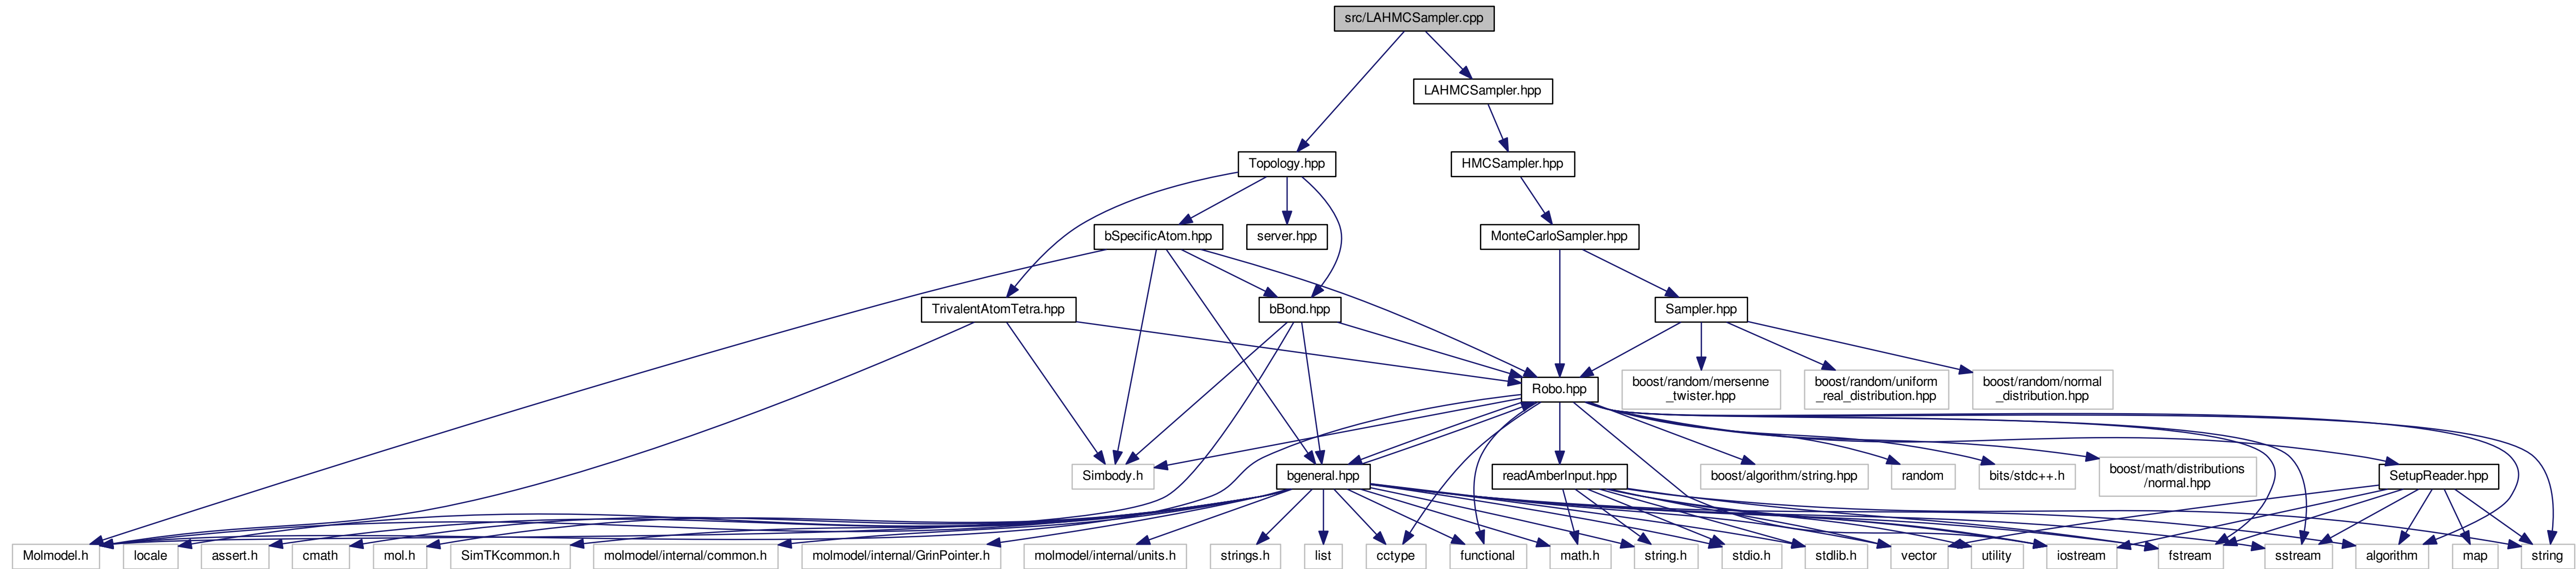 src/LAHMCSampler.cpp
LAHMCSampler.hpp
Topology.hpp
HMCSampler.hpp
bSpecificAtom.hpp
server.hpp
MonteCarloSampler.hpp
TrivalentAtomTetra.hpp
bBond.hpp
Sampler.hpp
Robo.hpp
boost/random/mersenne
_twister.hpp
boost/random/uniform
_real_distribution.hpp
boost/random/normal
_distribution.hpp
Simbody.h
bgeneral.hpp
readAmberInput.hpp
boost/algorithm/string.hpp
random
bits/stdc++.h
boost/math/distributions
/normal.hpp
SetupReader.hpp
Molmodel.h
locale
assert.h
cmath
mol.h
SimTKcommon.h
molmodel/internal/common.h
molmodel/internal/GrinPointer.h
molmodel/internal/units.h
strings.h
list
cctype
functional
math.h
string.h
stdio.h
stdlib.h
vector
utility
iostream
fstream
sstream
algorithm
map
string